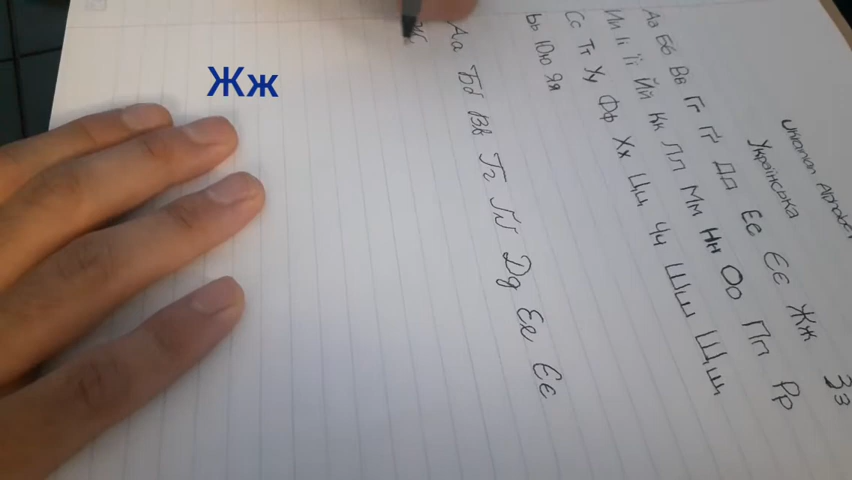 Ukrainian Alphabet
Українська
Аа Бб Вв Гг Ґґ Дд Ее Єє Жж Зз
Ии Іі Її Йй Кк Лл Мм Нн Оо Пп Рр
Сс Тт Уу Фф Хх Цц Чч Шш Щщ
Ьь Юю Яя
Аа Бб Вв Гг Ґґ Дд Ее Єє
Жж